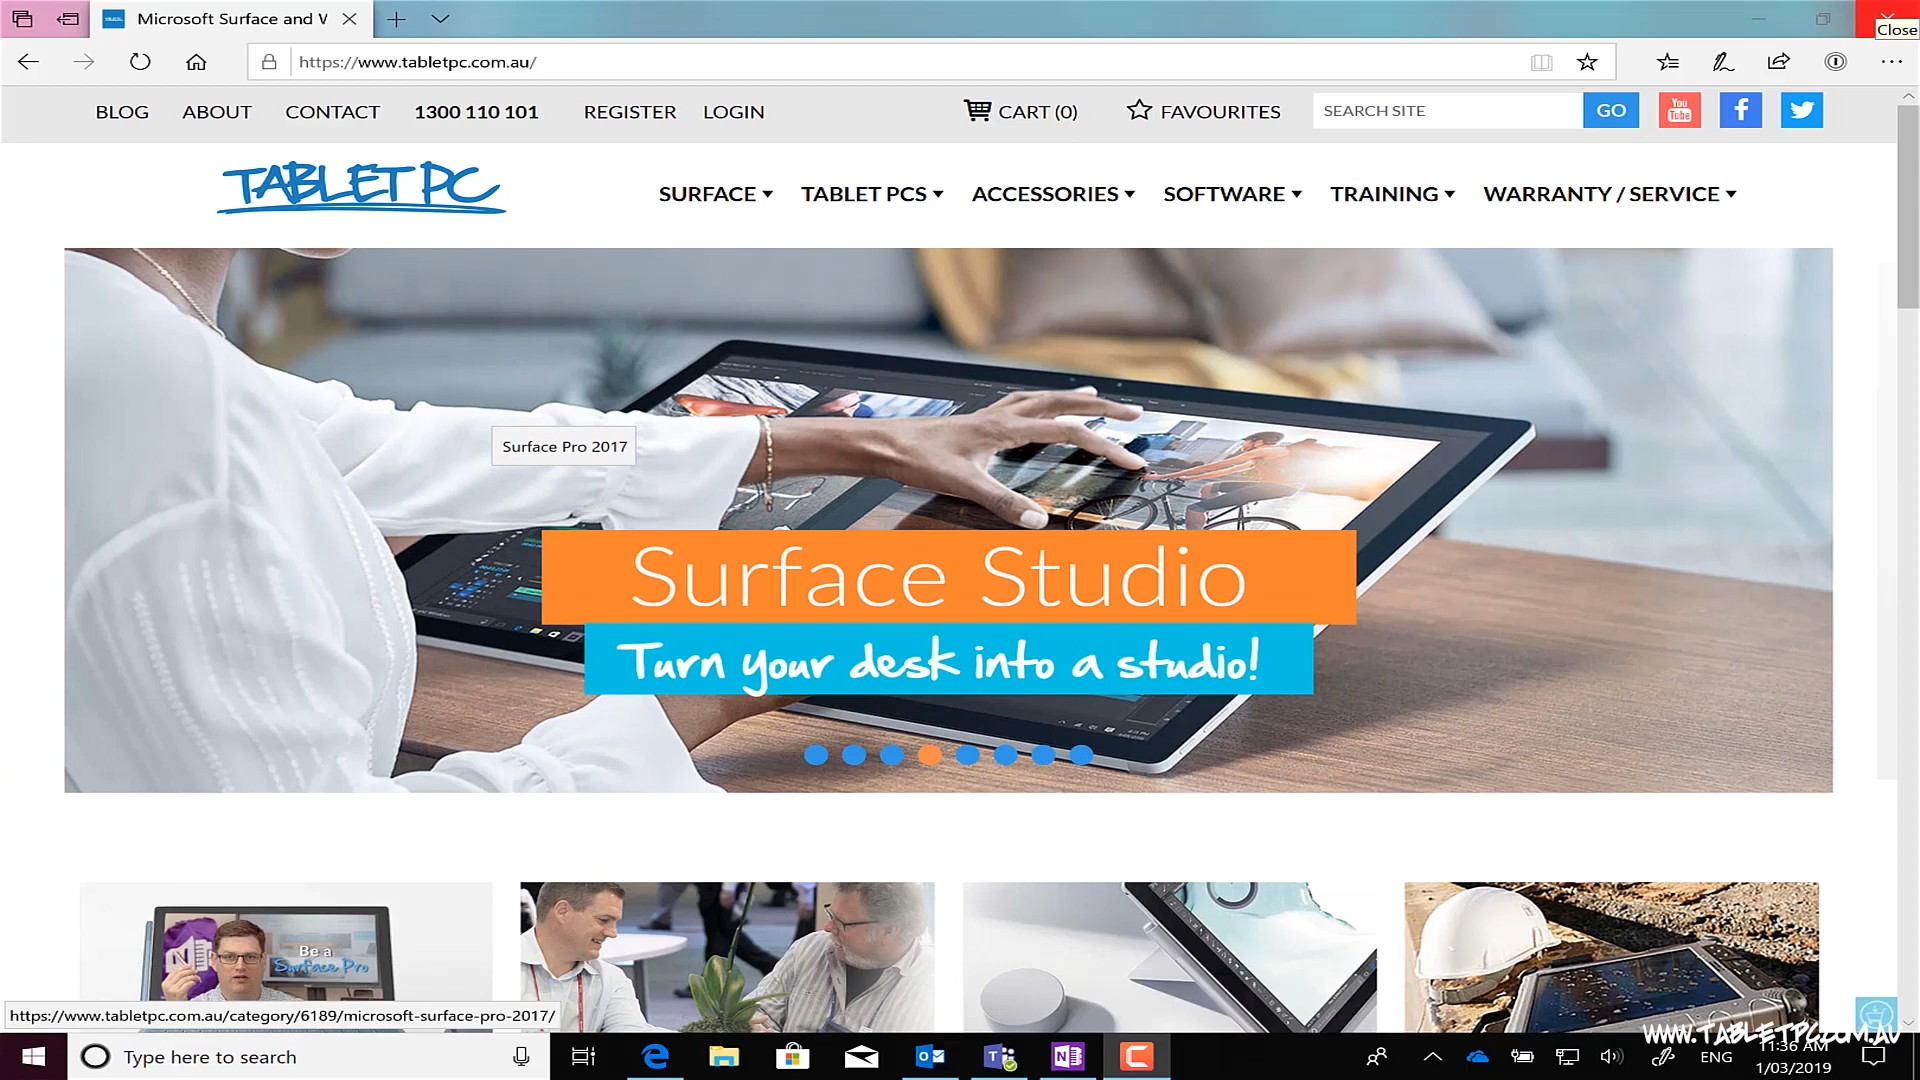 Microsoft Surface and V
Close
https://www.tabletpc.com.au/
BLOG ABOUT CONTACT 1300 110 101 REGISTER LOGIN CART (0) FAVOURITES SEARCH SITE GO You Tube f
TABLET PC
SURFACE TABLET PCS ACCESSORIES SOFTWARE TRAINING WARRANTY / SERVICE
Surface Pro 2017
Surface Studio
Turn your desk into a studio!
Be a
Surface Pro
https://www.tabletpc.com.au/category/6189/microsoft-surface-pro-2017/
WWW.TABLETPC.COM.AU
Type here to search
ENG
11:36 AM
1/03/2019